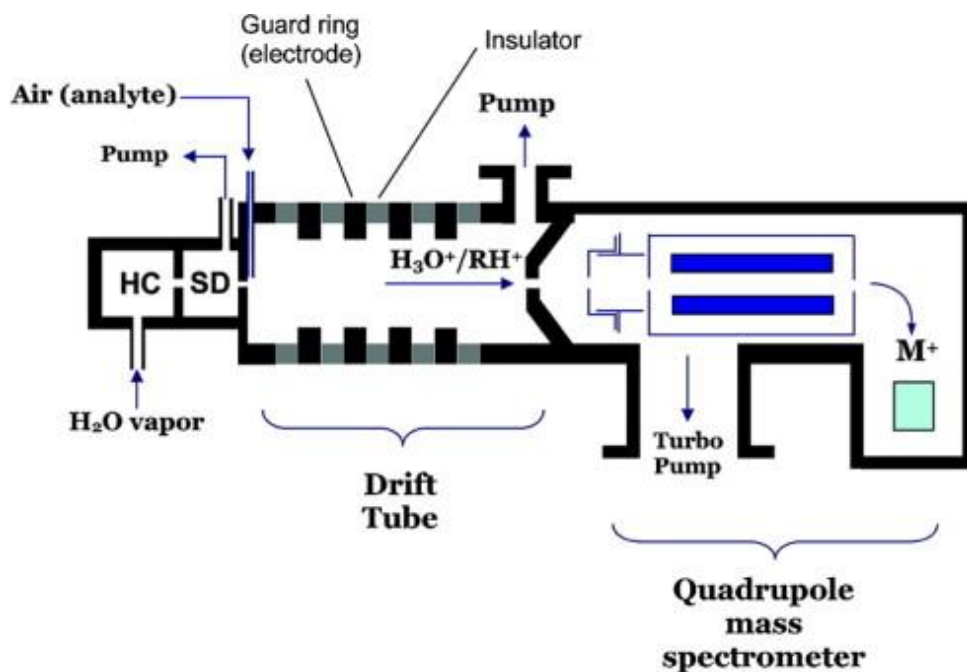 Guard ring
(electrode)
Insulator
Air (analyte)
Pump
Pump
H₃O⁺/RH⁺
HC
SD
M⁺
H₂O vapor
Turbo
Pump
Drift
Tube
Quadrupole
mass
spectrometer